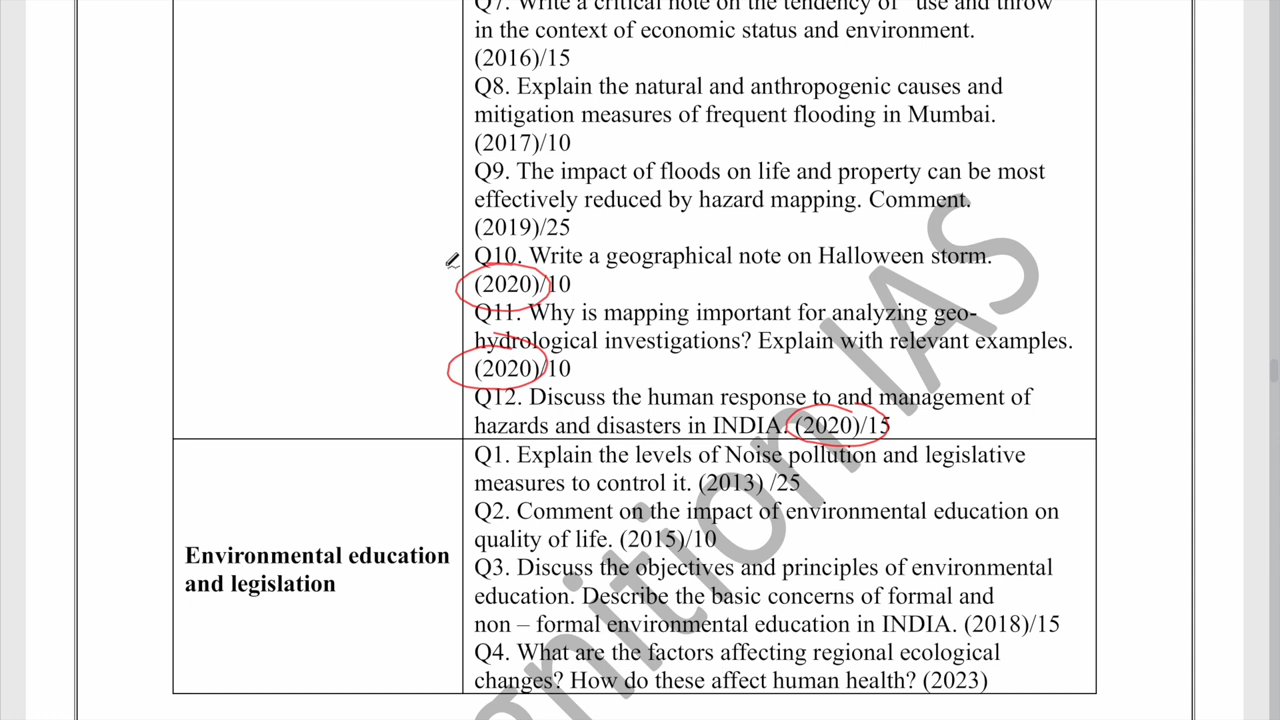 Q7. Write a critical note on the tendency of "use and throw
in the context of economic status and environment.
(2016)/15
Q8. Explain the natural and anthropogenic causes and
mitigation measures of frequent flooding in Mumbai.
(2017)/10
Q9. The impact of floods on life and property can be most
effectively reduced by hazard mapping. Comment.
(2019)/25
Q10. Write a geographical note on Halloween storm.
(2020)/10
Q11. Why is mapping important for analyzing geo-
hydrological investigations? Explain with relevant examples.
(2020)/10
Q12. Discuss the human response to and management of
hazards and disasters in INDIA. (2020)/15
Environmental education
and legislation
Q1. Explain the levels of Noise pollution and legislative
measures to control it. (2013) /25
Q2. Comment on the impact of environmental education on
quality of life. (2015)/10
Q3. Discuss the objectives and principles of environmental
education. Describe the basic concerns of formal and
non – formal environmental education in INDIA. (2018)/15
Q4. What are the factors affecting regional ecological
changes? How do these affect human health? (2023)
gnition IAS